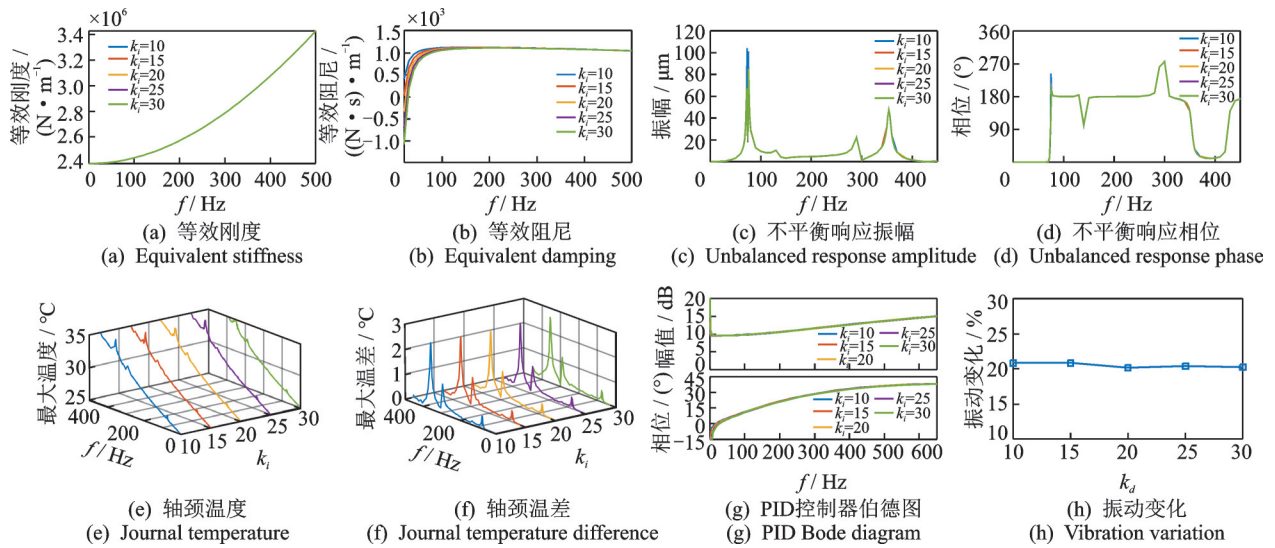 ×10⁶
3.4
3.2
3.0
2.8
2.6
2.4
0 100 200 300 400 500
等效刚度 /
(N • m⁻¹)
k_i=10
k_i=15
k_i=20
k_i=25
k_i=30
f / Hz
(a) 等效刚度
(a) Equivalent stiffness
×10³
1.5
1.0
0.5
0
−0.5
−1.0
0 100 200 300 400 500
等效阻尼 /
((N • s) • m⁻¹)
k_i=10
k_i=15
k_i=20
k_i=25
k_i=30
f / Hz
(b) 等效阻尼
(b) Equivalent damping
120
100
80
60
40
20
0 100 200 300 400
振幅 / μm
k_i=10
k_i=15
k_i=20
k_i=25
k_i=30
f / Hz
(c) 不平衡响应振幅
(c) Unbalanced response amplitude
360
270
180
90
0 100 200 300 400
相位 / (°)
k_i=10
k_i=15
k_i=20
k_i=25
k_i=30
f / Hz
(d) 不平衡响应相位
(d) Unbalanced response phase
最大温度 / °C
35
30
25
400
200
0
10
15
20
25
30
f / Hz
k_i
(e) 轴颈温度
(e) Journal temperature
最大温差 / °C
3
2
1
0
400
200
0
10
15
20
25
30
f / Hz
k_i
(f) 轴颈温差
(f) Journal temperature difference
幅值 / dB
20
15
10
5
0
k_i=10
k_i=15
k_i=20
k_i=25
k_i=30
相位 / (°)
45
30
15
0
−15
k_i=10
k_i=15
k_i=20
k_i=25
k_i=30
0 100 200 300 400 500 600
f / Hz
(g) PID控制器伯德图
(g) PID Bode diagram
振动变化 / %
30
25
20
15
10
10 15 20 25 30
k_d
(h) 振动变化
(h) Vibration variation